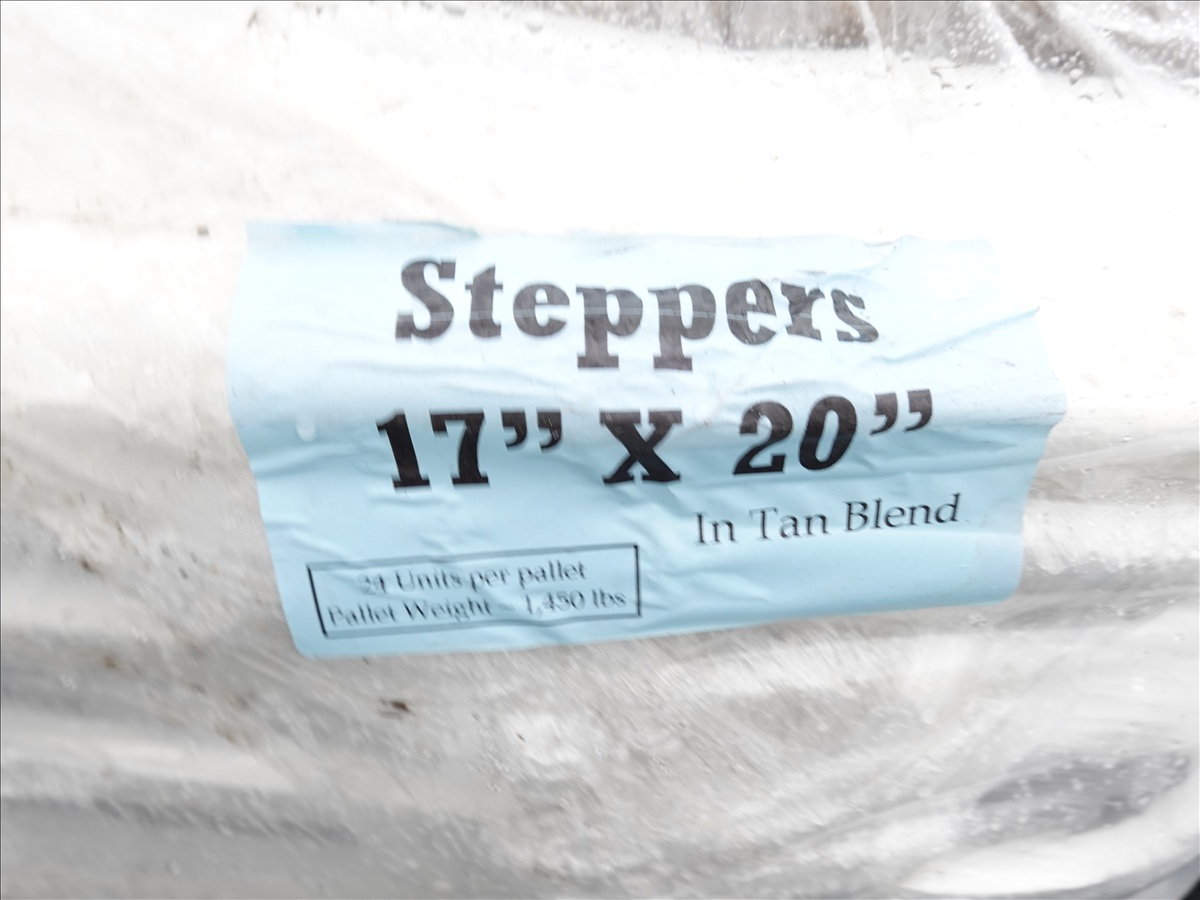 Steppers
17” X 20”
In Tan Blend
24 Units per pallet
Pallet Weight – 1,450 lbs